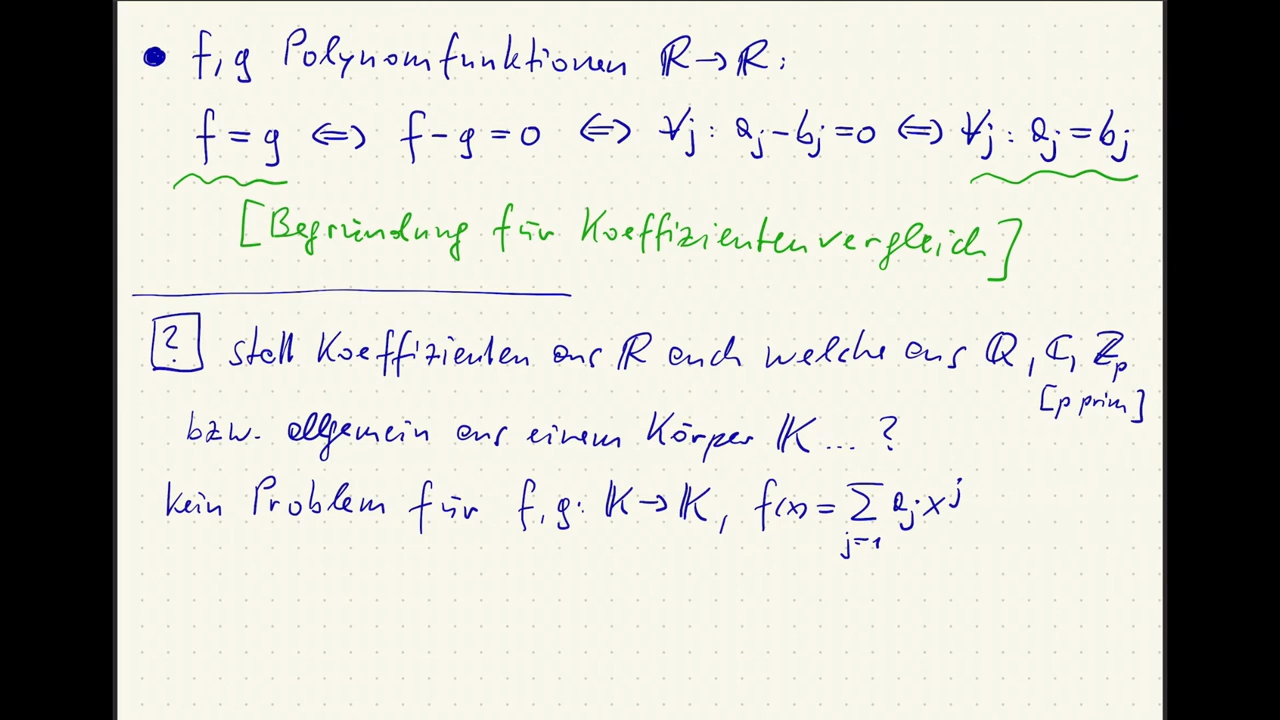 • f, g Polynomfunktionen ℝ→ℝ:
f = g ⇔ f - g = 0 ⇔ ∀j: aj - bj = 0 ⇔ ∀j: aj = bj
[Begründung für Koeffizientenvergleich]
? statt Koeffizienten aus ℝ auch welche aus ℚ, ℂ, ℤp
[p prim]
bzw. allgemein aus einem Körper 𝕂 ... ?
kein Problem für f, g: 𝕂→𝕂, f(x) = ∑ aj x^j
j=1